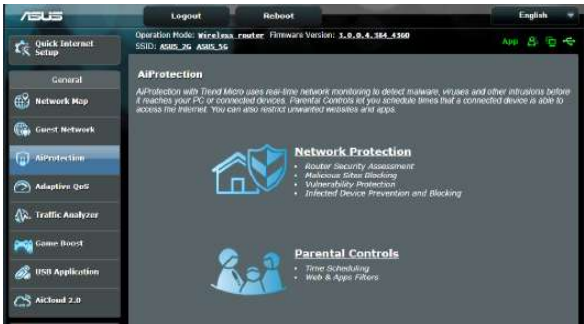 ASUS
Logout
Reboot
English
Quick Internet
Setup
Operation Mode: Wireless router Firmware Version: 3.0.0.4.384_4360
SSID: ASUS_2G ASUS_5G
App
General
Network Map
Guest Network
AiProtection
Adaptive QoS
Traffic Analyzer
Game Boost
USB Application
AiCloud 2.0
AiProtection
AiProtection with Trend Micro uses real-time network monitoring to detect malware, viruses and other intrusions before
it reaches your PC or connected devices. Parental Controls let you schedule times that a connected device is able to
access the Internet. You can also restrict unwanted websites and apps.
Network Protection
• Router Security Assessment
• Malicious Sites Blocking
• Vulnerability Protection
• Infected Device Prevention and Blocking
Parental Controls
• Time Scheduling
• Web & Apps Filters